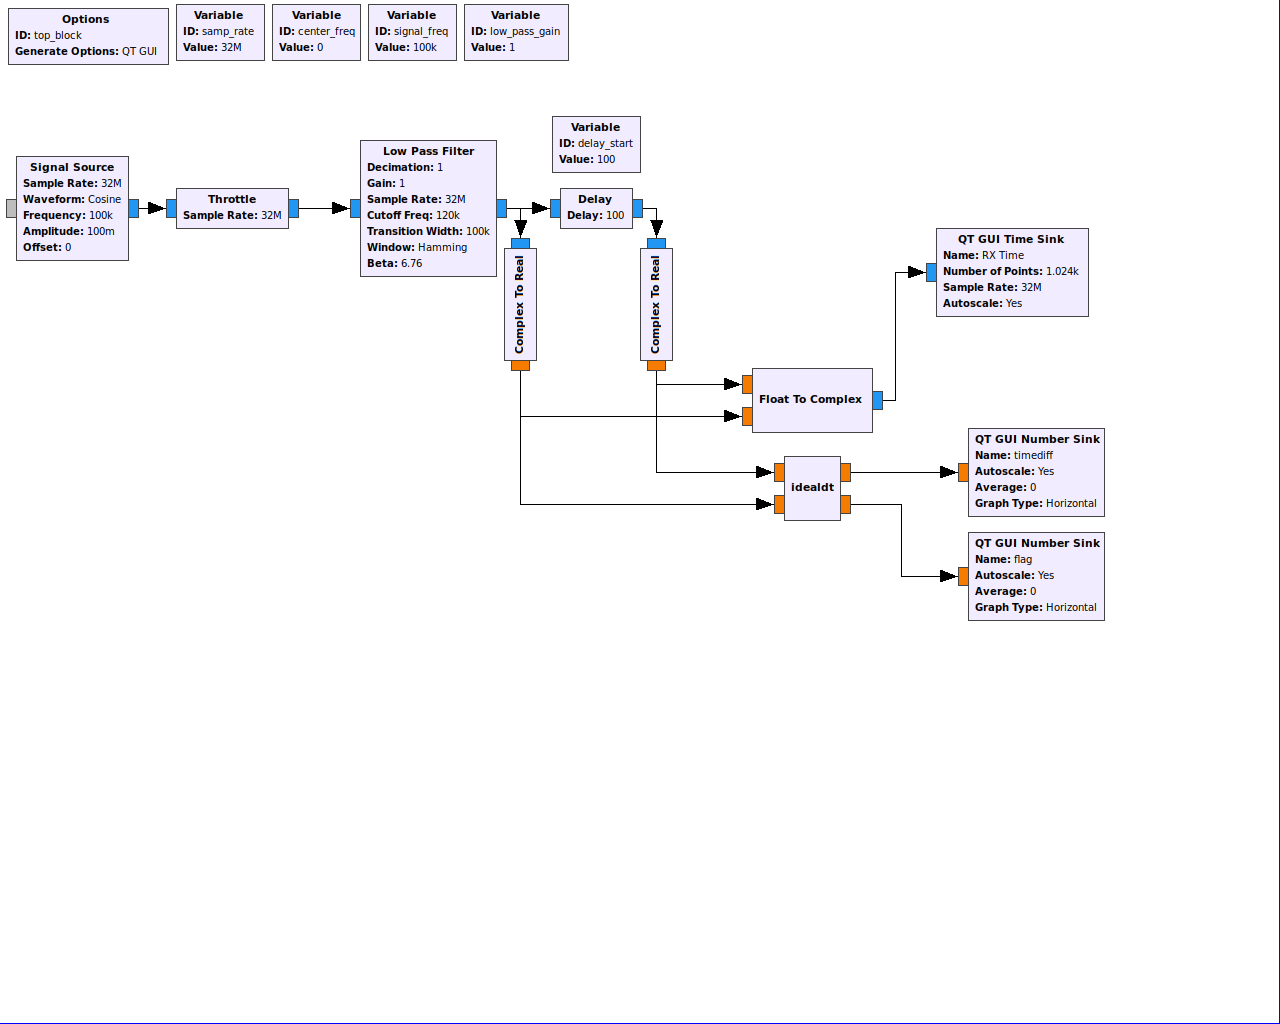 Options
ID: top_block
Generate Options: QT GUI
Variable
ID: samp_rate
Value: 32M
Variable
ID: center_freq
Value: 0
Variable
ID: signal_freq
Value: 100k
Variable
ID: low_pass_gain
Value: 1
Variable
ID: delay_start
Value: 100
Signal Source
Sample Rate: 32M
Waveform: Cosine
Frequency: 100k
Amplitude: 100m
Offset: 0
Throttle
Sample Rate: 32M
Low Pass Filter
Decimation: 1
Gain: 1
Sample Rate: 32M
Cutoff Freq: 120k
Transition Width: 100k
Window: Hamming
Beta: 6.76
Delay
Delay: 100
Complex To Real
Complex To Real
QT GUI Time Sink
Name: RX Time
Number of Points: 1.024k
Sample Rate: 32M
Autoscale: Yes
Float To Complex
idealdt
QT GUI Number Sink
Name: timediff
Autoscale: Yes
Average: 0
Graph Type: Horizontal
QT GUI Number Sink
Name: flag
Autoscale: Yes
Average: 0
Graph Type: Horizontal